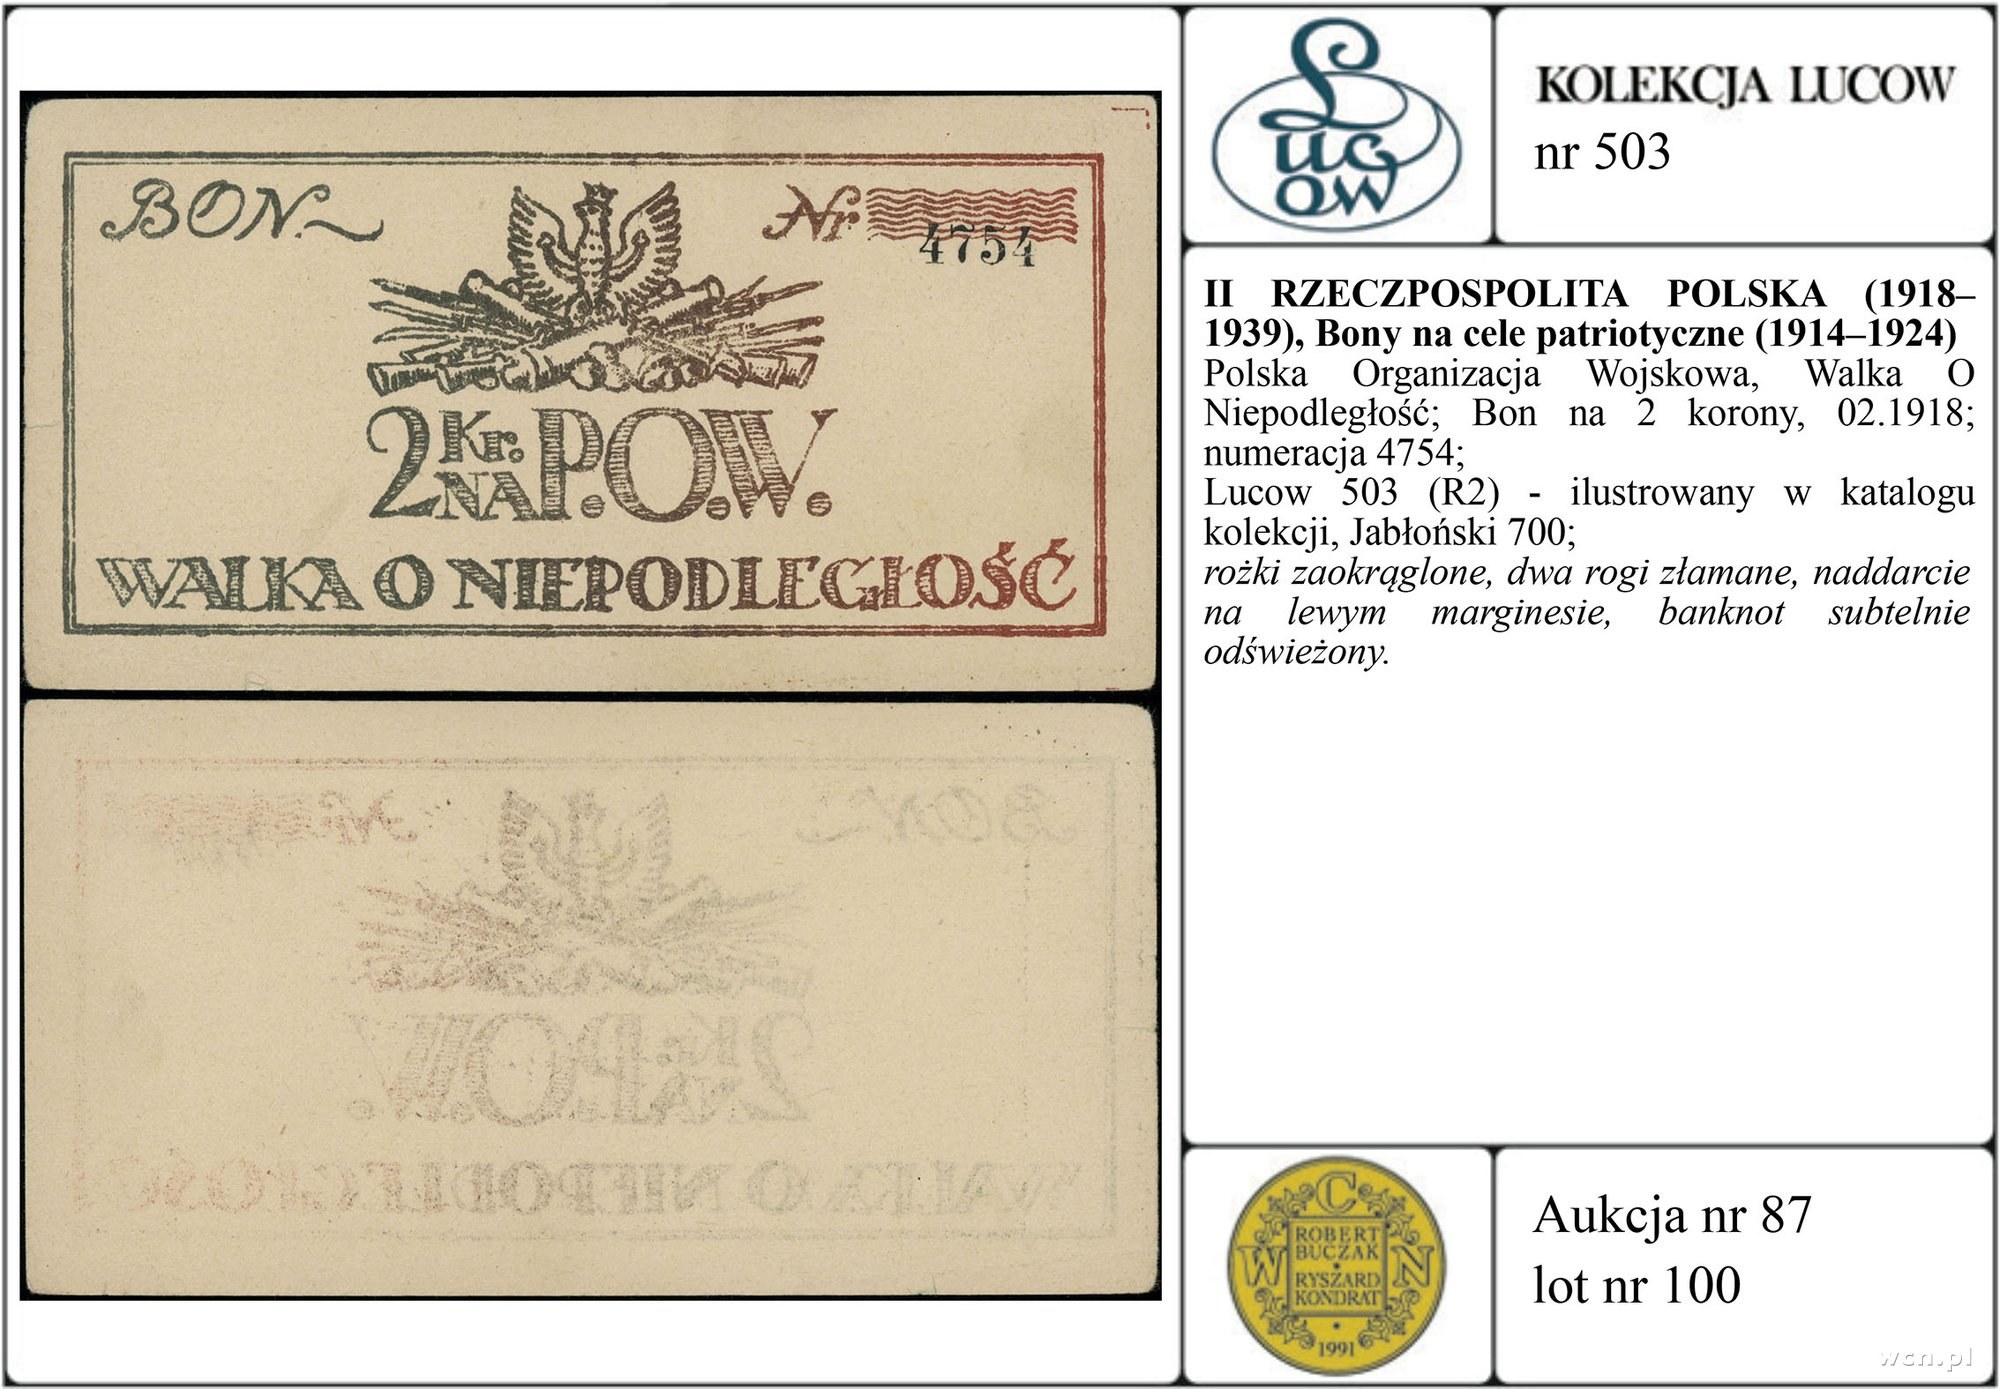 BON.
Nr
4754
2 Kr. NA P.O.W.
WALKA O NIEPODLEGŁOŚĆ
Lucow
KOLEKCJA LUCOW
nr 503
II RZECZPOSPOLITA POLSKA (1918–
1939), Bony na cele patriotyczne (1914–1924)
Polska Organizacja Wojskowa, Walka O
Niepodległość; Bon na 2 korony, 02.1918;
numeracja 4754;
Lucow 503 (R2) - ilustrowany w katalogu
kolekcji, Jabłoński 700;
rożki zaokrąglone, dwa rogi złamane, naddarcie
na lewym marginesie, banknot subtelnie
odświeżony.
W C N
ROBERT
BUCZAK
RYSZARD
KONDRAT
1991
Aukcja nr 87
lot nr 100
wcn.pl